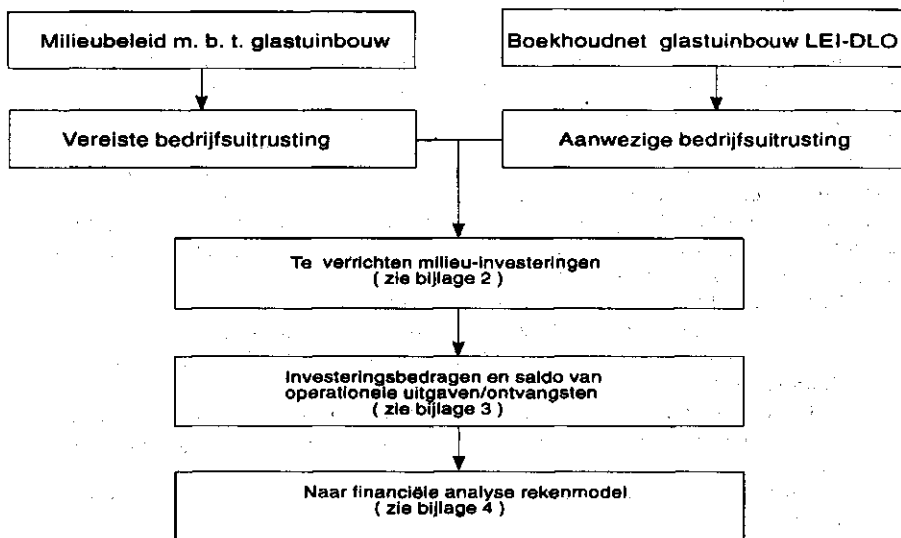 Milieubeleid m. b. t. glastuinbouw
Boekhoudnet glastuinbouw LEI-DLO
Vereiste bedrijfsuitrusting
Aanwezige bedrijfsuitrusting
Te verrichten milieu-investeringen
( zie bijlage 2 )
Investeringsbedragen en saldo van
operationele uitgaven/ontvangsten
( zie bijlage 3 )
Naar financiële analyse rekenmodel
( zie bijlage 4 )